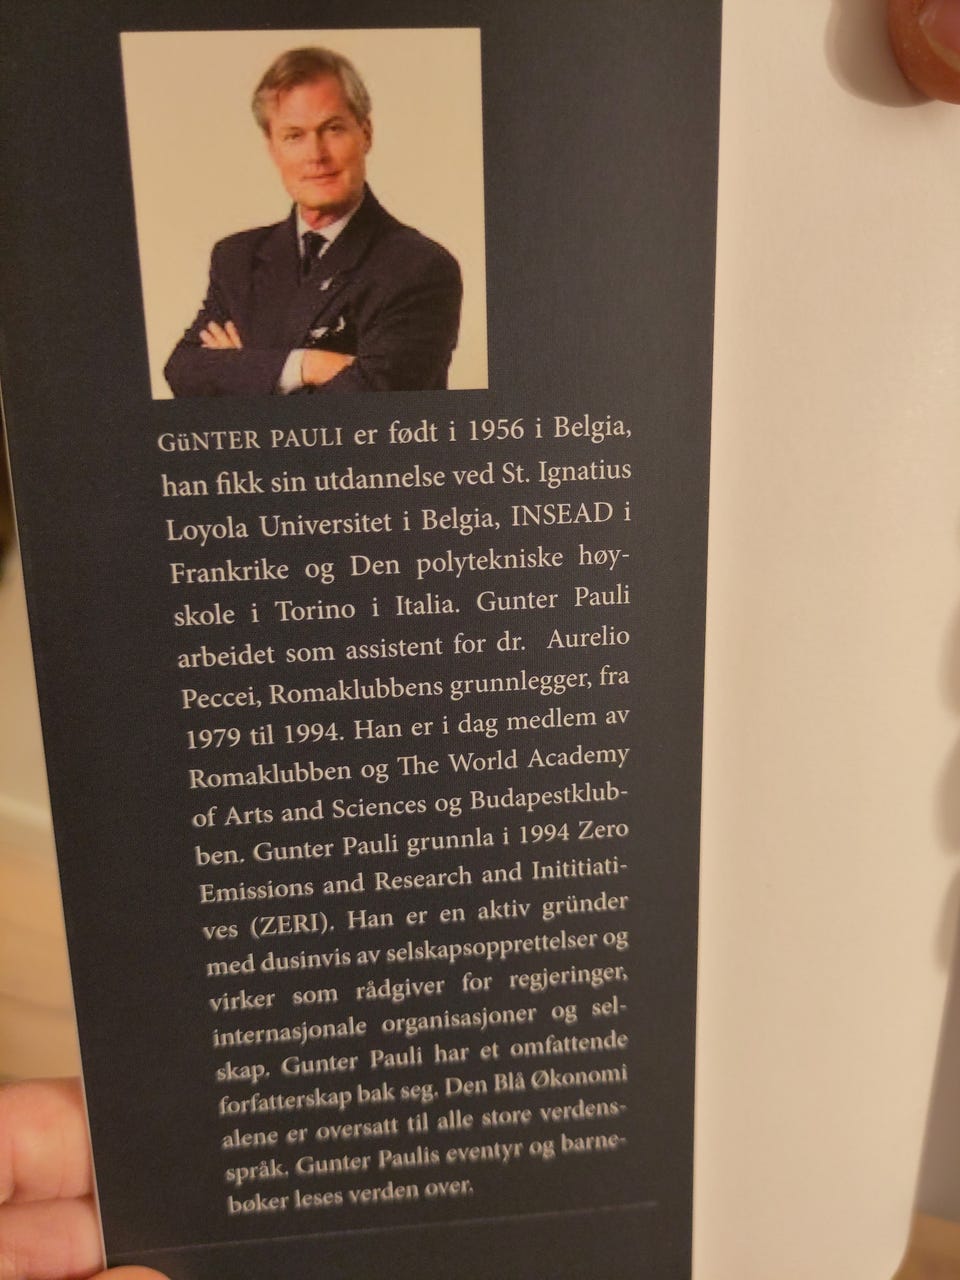 GüNTER PAULI er født i 1956 i Belgia,
han fikk sin utdannelse ved St. Ignatius
Loyola Universitet i Belgia, INSEAD i
Frankrike og Den polytekniske høy-
skole i Torino i Italia. Gunter Pauli
arbeidet som assistent for dr. Aurelio
Peccei, Romaklubbens grunnlegger, fra
1979 til 1994. Han er i dag medlem av
Romaklubben og The World Academy
of Arts and Sciences og Budapestklub-
ben. Gunter Pauli grunnla i 1994 Zero
Emissions and Research and Inititiati-
ves (ZERI). Han er en aktiv gründer
med dusinvis av selskapsopprettelser og
virker som rådgiver for regjeringer,
internasjonale organisasjoner og sel-
skap. Gunter Pauli har et omfattende
forfatterskap bak seg. Den Blå Økonomi
alene er oversatt til alle store verdens-
språk. Gunter Paulis eventyr og barne-
bøker leses verden over.